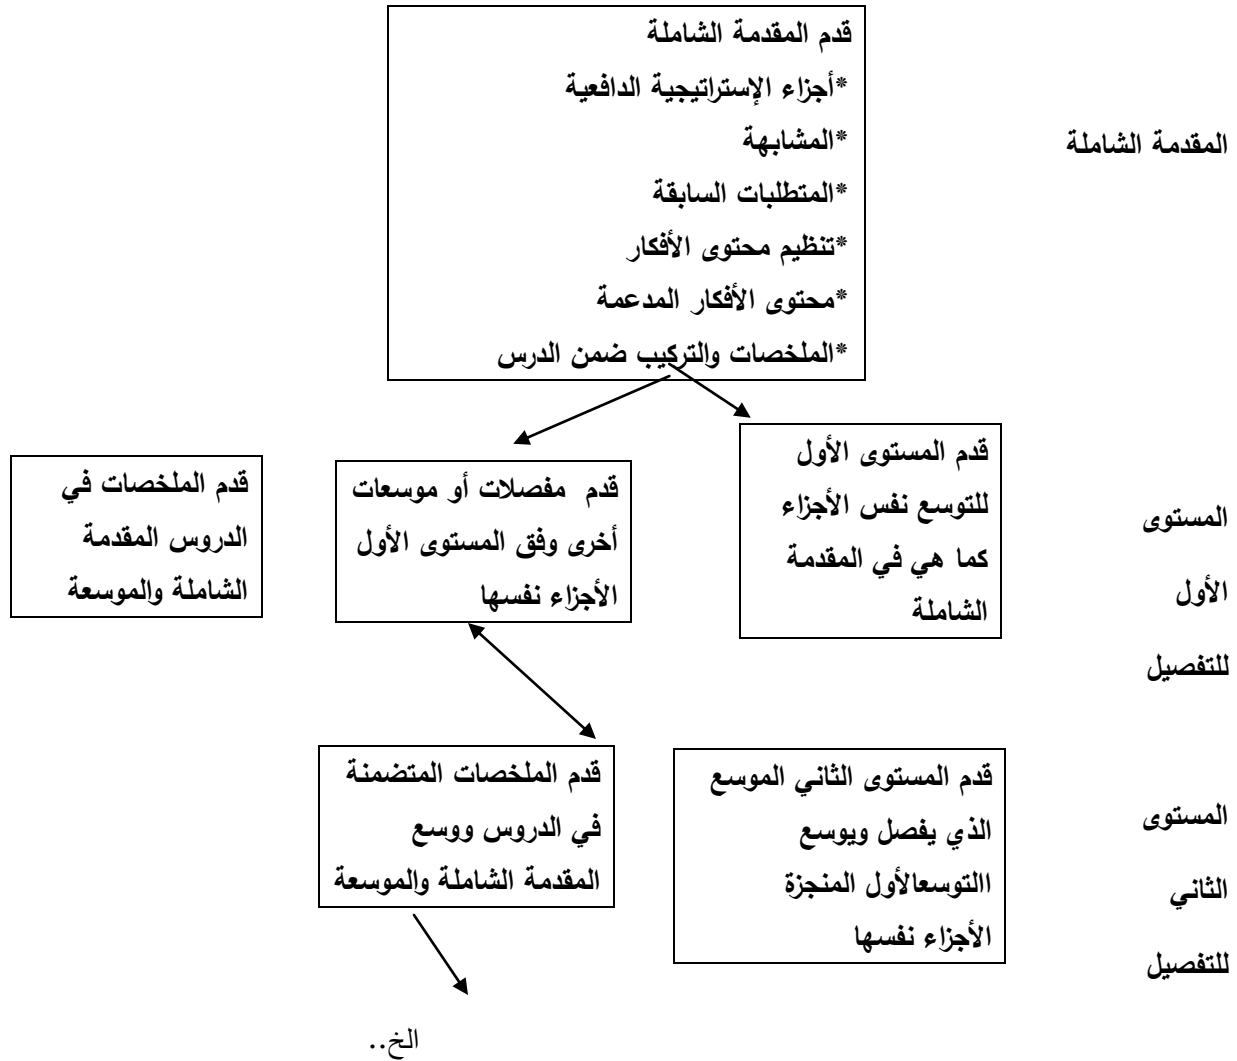 قدم المقدمة الشاملة
*أجزاء الإستراتيجية الدافعية
المقدمة الشاملة
*المشابهة
*المتطلبات السابقة
*تنظيم محتوى الأفكار
*محتوى الأفكار المدعمة
*الملخصات والتركيب ضمن الدرس
المستوى
الأول
للتفصيل
قدم المستوى الأول
للتوسع نفس الأجزاء
كما هي في المقدمة
الشاملة
قدم مفصلات أو موسعات
أخرى وفق المستوى الأول
الأجزاء نفسها
قدم الملخصات في
الدروس المقدمة
الشاملة والموسعة
المستوى
الثاني
للتفصيل
قدم المستوى الثاني الموسع
الذي يفصل ويوسع
االتوسعالأول المنجزة
الأجزاء نفسها
قدم الملخصات المتضمنة
في الدروس ووسع
المقدمة الشاملة والموسعة
الخ..